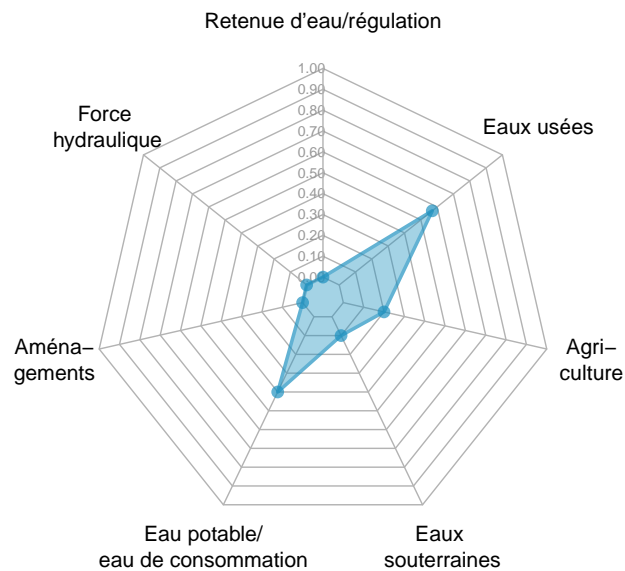 Retenue d'eau/régulation
1.00
0.90
0.80
0.70
0.60
0.50
0.40
0.30
0.20
0.10
0.00
Force
hydraulique
Eaux usées
Aména−
gements
Agri−
culture
Eau potable/
eau de consommation
Eaux
souterraines